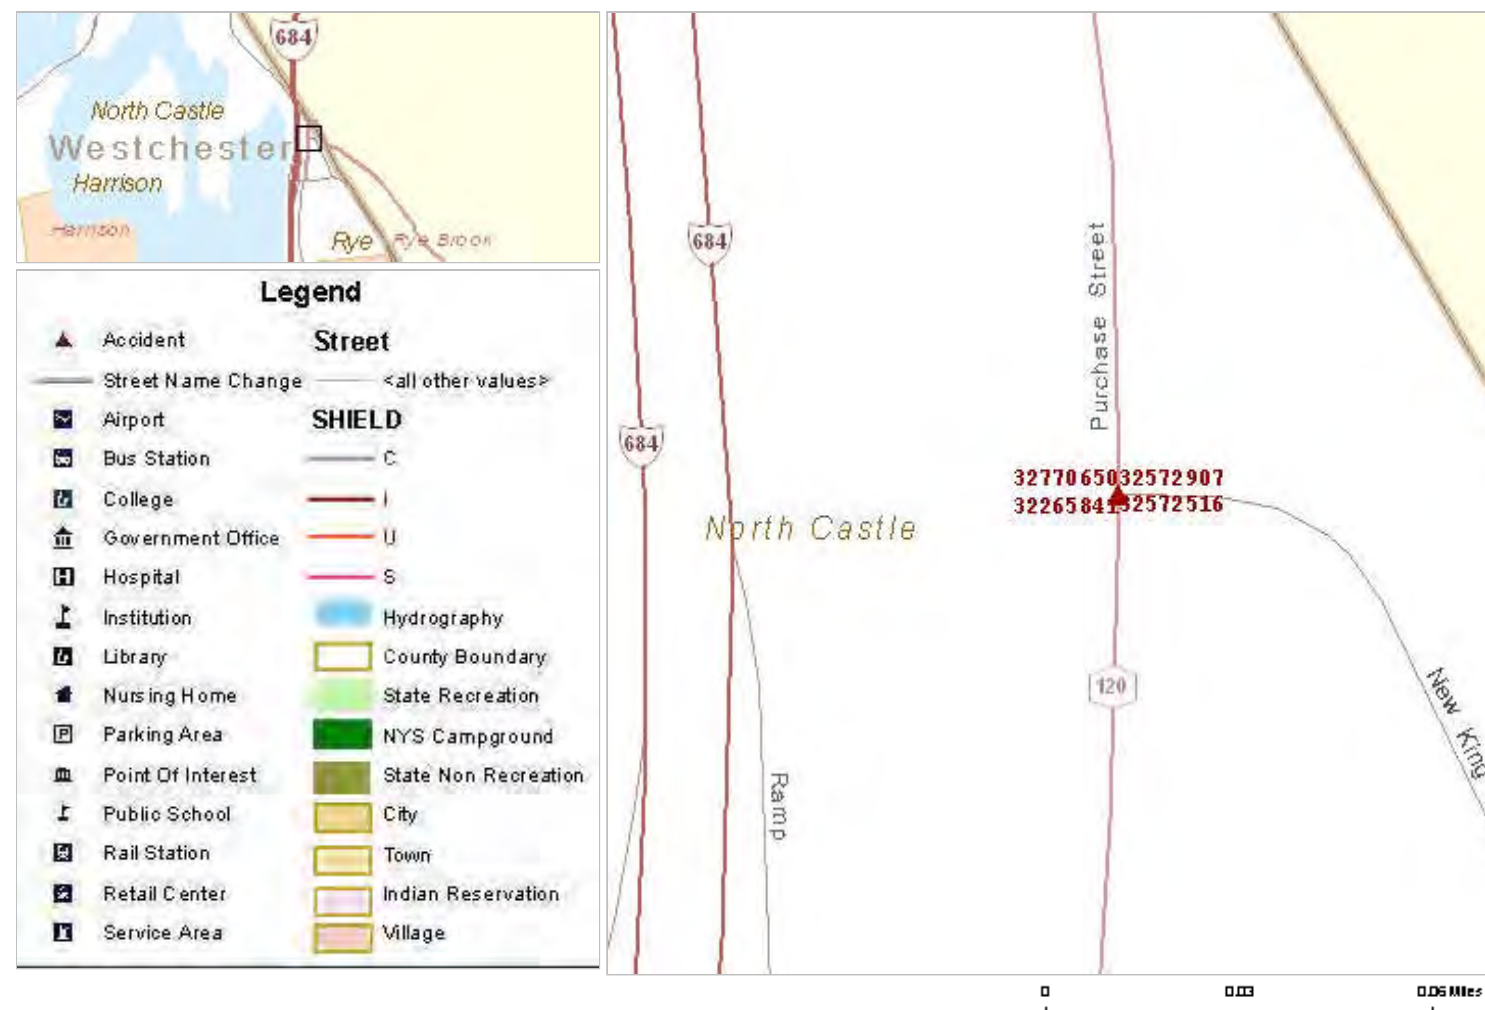 684
North Castle
Westchester
Harrison
Harrison
Rye
Rye Brook
Legend
Accident
Street
Street Name Change
<all other values>
Airport
SHIELD
Bus Station
C
College
I
Government Office
U
Hospital
S
Institution
Hydrography
Library
County Boundary
Nursing Home
State Recreation
Parking Area
NYS Campground
Point Of Interest
State Non Recreation
Public School
City
Rail Station
Town
Retail Center
Indian Reservation
Service Area
Village
684
684
Purchase Street
32770650 32572907
32572516
North Castle
120
New King
Ramp
0
0.03
0.06 Miles